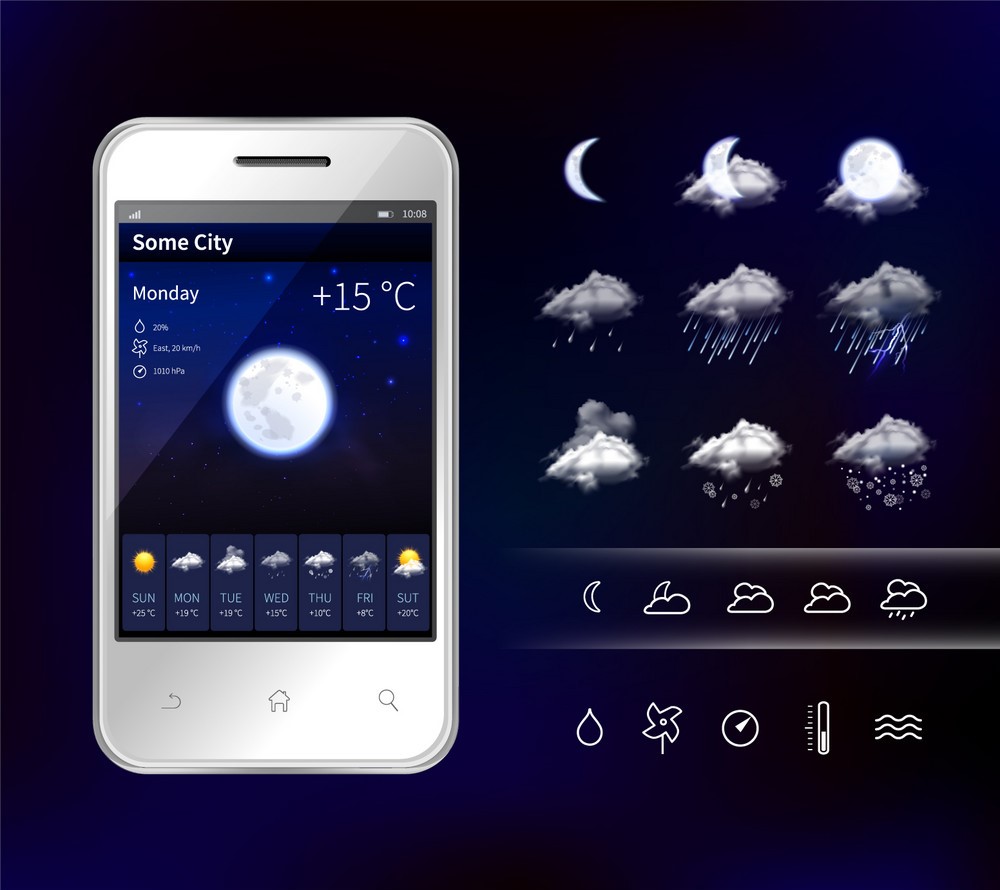 10:08
Some City
Monday
+15 °C
20%
East, 20 km/h
1010 hPa
SUN MON TUE WED THU FRI SUT
+25 °C +19 °C +19 °C +15°C +10°C +8°C +20°C